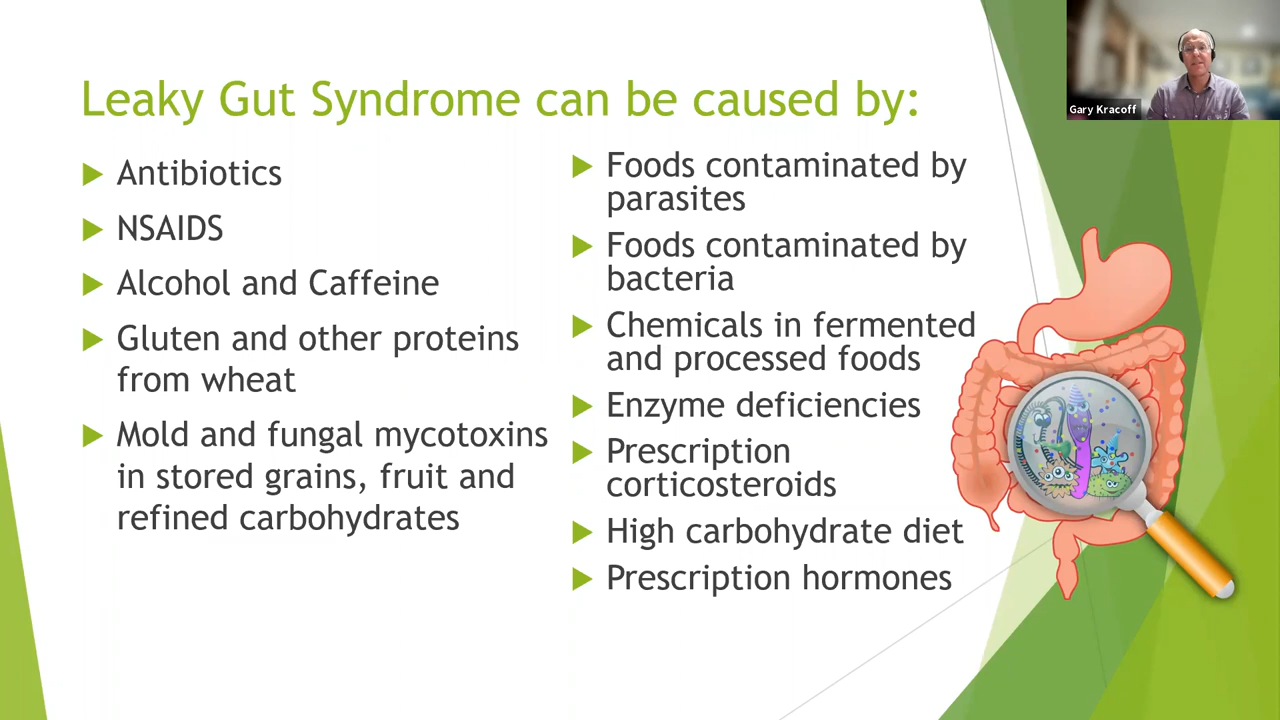 Leaky Gut Syndrome can be caused by:
Antibiotics
NSAIDS
Alcohol and Caffeine
Gluten and other proteins
from wheat
Mold and fungal mycotoxins
in stored grains, fruit and
refined carbohydrates
Foods contaminated by
parasites
Foods contaminated by
bacteria
Chemicals in fermented
and processed foods
Enzyme deficiencies
Prescription
corticosteroids
High carbohydrate diet
Prescription hormones
Gary Kracoff